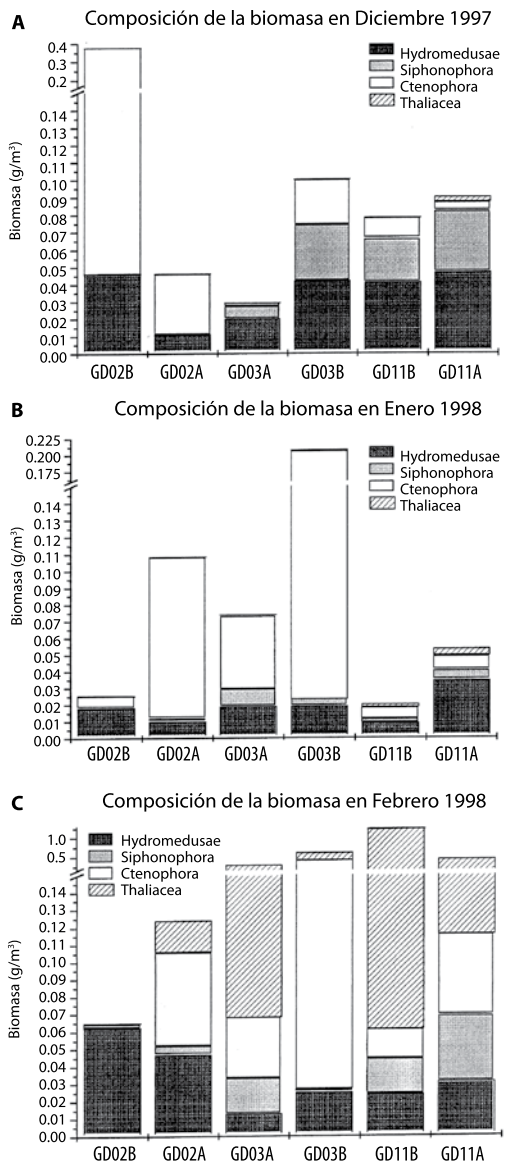 A
Composición de la biomasa en Diciembre 1997
Hydromedusae
Siphonophora
Ctenophora
Thaliacea
Biomasa (g/m³)
0.4
0.3
0.2
0.14
0.13
0.12
0.11
0.10
0.09
0.08
0.07
0.06
0.05
0.04
0.03
0.02
0.01
0.00
GD02B GD02A GD03A GD03B GD11B GD11A
B
Composición de la biomasa en Enero 1998
Hydromedusae
Siphonophora
Ctenophora
Thaliacea
Biomasa (g/m³)
0.225
0.200
0.175
0.14
0.13
0.12
0.11
0.10
0.09
0.08
0.07
0.06
0.05
0.04
0.03
0.02
0.01
0.00
GD02B GD02A GD03A GD03B GD11B GD11A
C
Composición de la biomasa en Febrero 1998
Hydromedusae
Siphonophora
Ctenophora
Thaliacea
Biomasa (g/m³)
1.0
0.5
0.14
0.13
0.12
0.11
0.10
0.09
0.08
0.07
0.06
0.05
0.04
0.03
0.02
0.01
0.00
GD02B GD02A GD03A GD03B GD11B GD11A